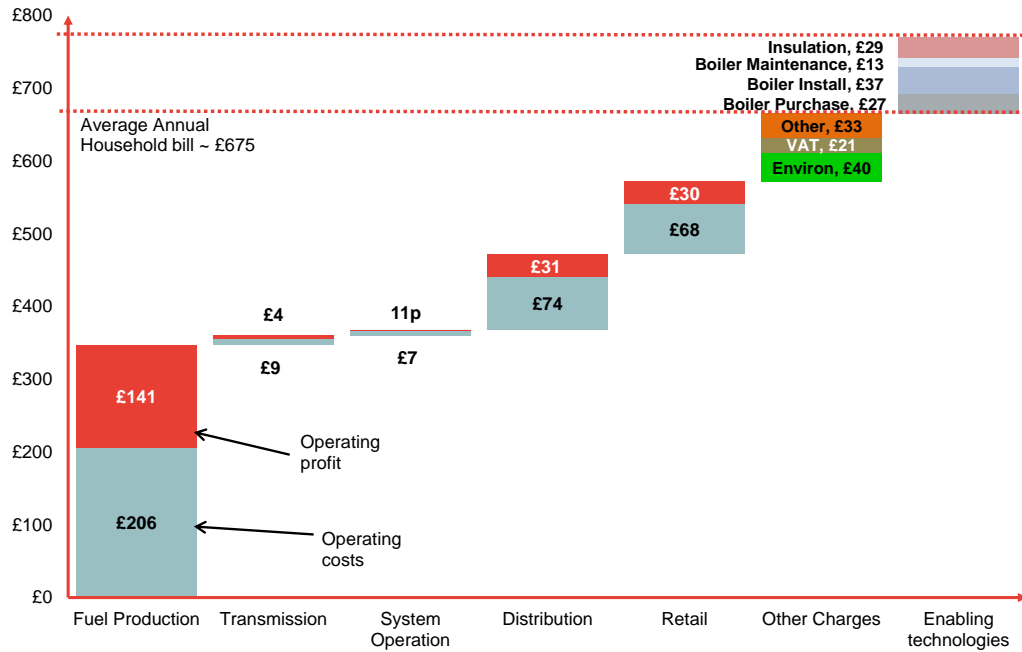 £800
£700
£600
£500
£400
£300
£200
£100
£0
Average Annual
Household bill ~ £675
Insulation, £29
Boiler Maintenance, £13
Boiler Install, £37
Boiler Purchase, £27
Other, £33
VAT, £21
Environ, £40
£30
£68
£31
£74
11p
£7
£4
£9
£141
£206
Operating
profit
Operating
costs
Fuel Production
Transmission
System
Operation
Distribution
Retail
Other Charges
Enabling
technologies